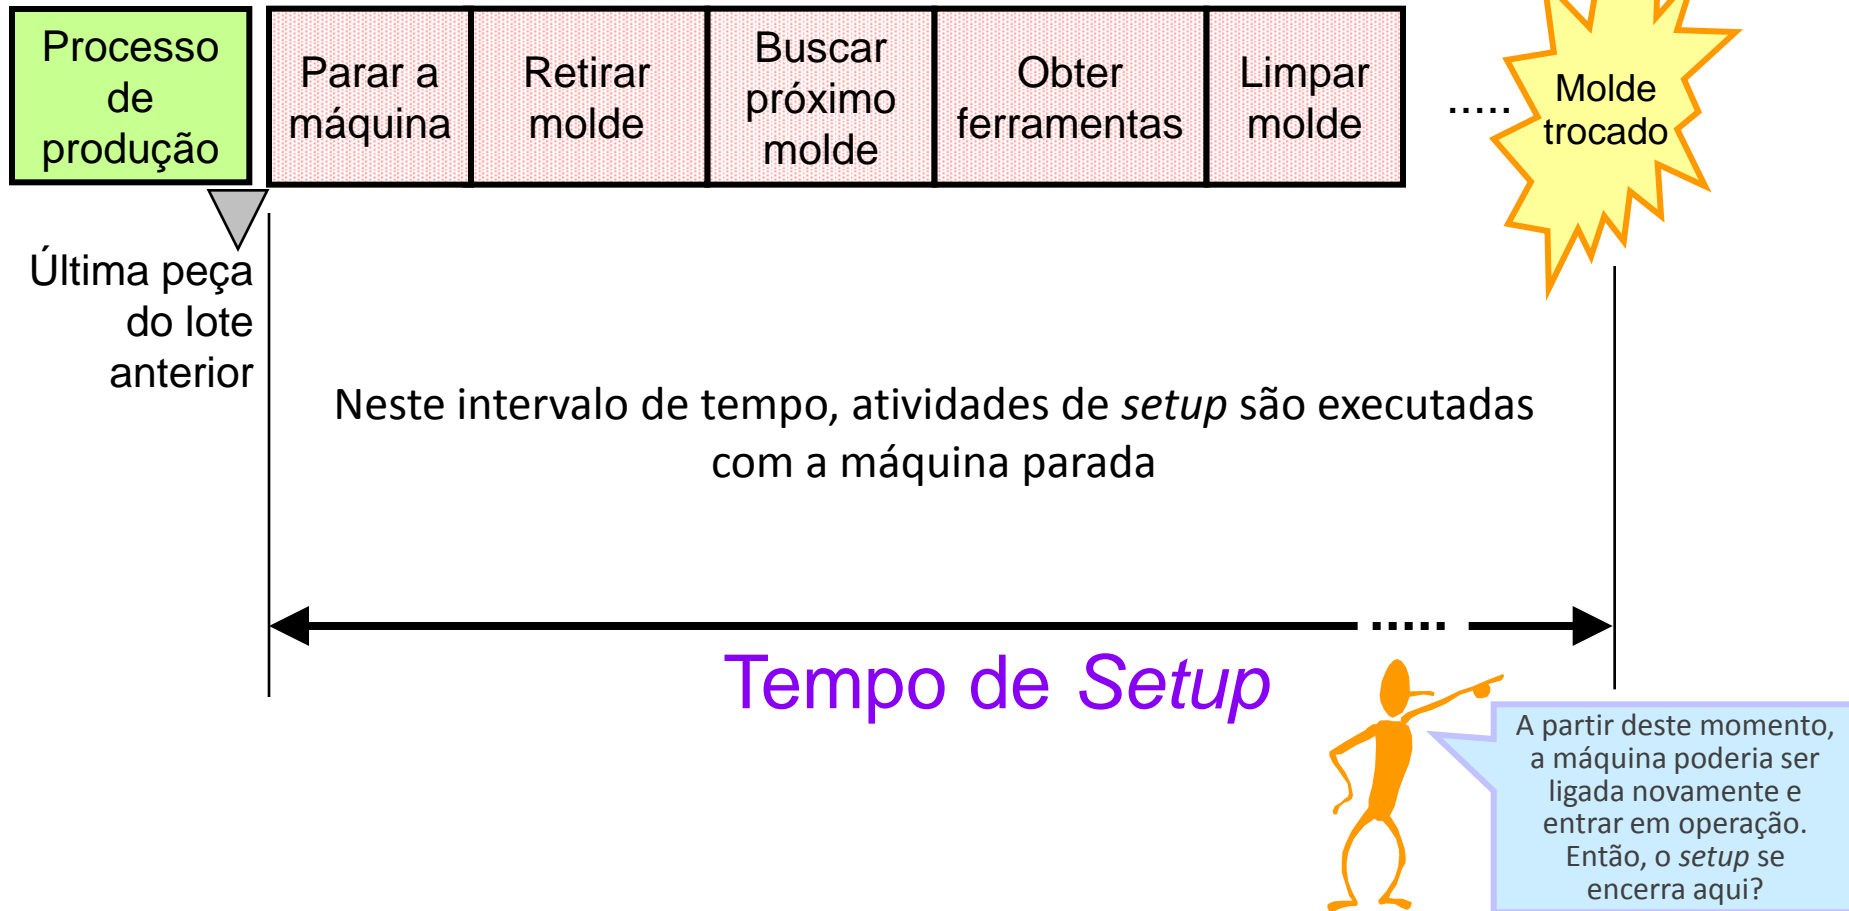 Processo
de
produção
Parar a
máquina
Retirar
molde
Buscar
próximo
molde
Obter
ferramentas
Limpar
molde
.....
Molde
trocado
Última peça
do lote
anterior
Neste intervalo de tempo, atividades de setup são executadas
com a máquina parada
Tempo de Setup
A partir deste momento,
a máquina poderia ser
ligada novamente e
entrar em operação.
Então, o setup se
encerra aqui?